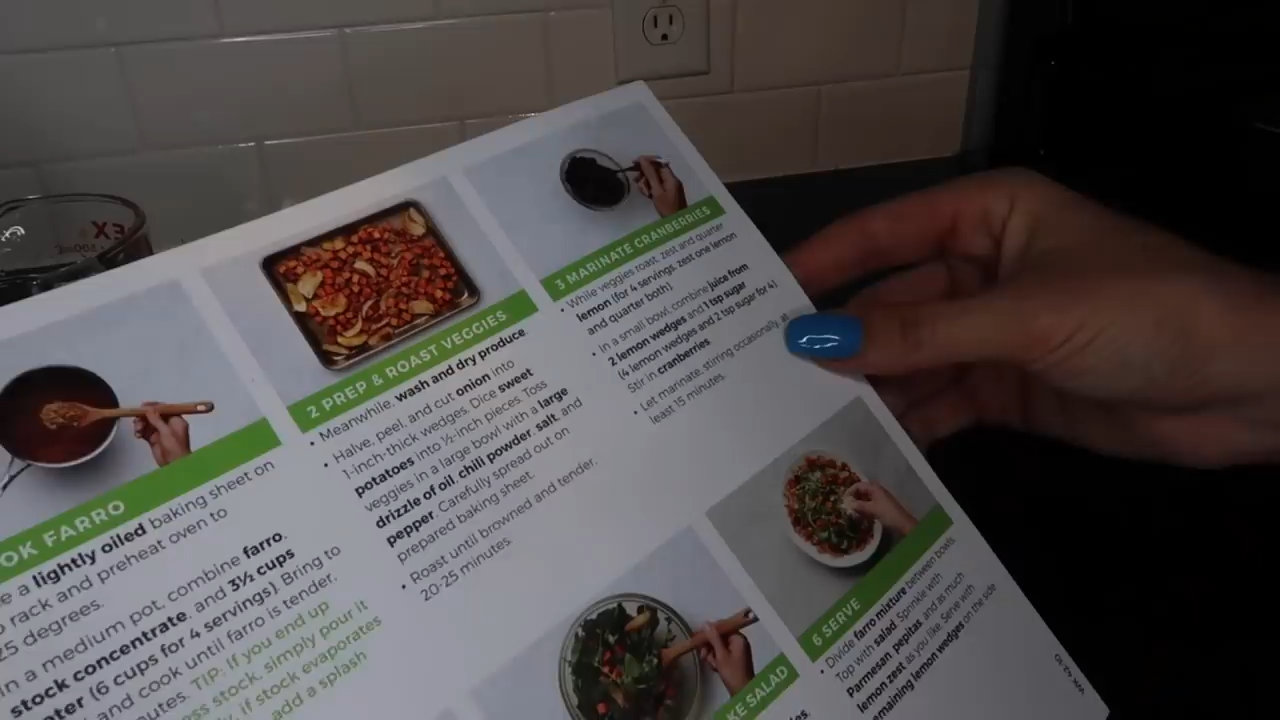 EX
500mL
OK FARRO
e a lightly oiled baking sheet on
p rack and preheat oven to
25 degrees.
In a medium pot, combine farro,
stock concentrate, and 3½ cups
ater (6 cups for 4 servings). Bring to
and cook until farro is tender,
nutes. TIP: If you end up
ess stock, simply pour it
y, if stock evaporates
add a splash
2 PREP & ROAST VEGGIES
• Meanwhile, wash and dry produce.
• Halve, peel, and cut onion into
1-inch-thick wedges. Dice sweet
potatoes into ½-inch pieces. Toss
veggies in a large bowl with a large
drizzle of oil, chili powder, salt, and
pepper. Carefully spread out on
prepared baking sheet.
• Roast until browned and tender,
20-25 minutes.
3 MARINATE CRANBERRIES
• While veggies roast, zest and quarter
lemon (for 4 servings, zest one lemon
and quarter both).
• In a small bowl, combine juice from
2 lemon wedges and 1 tsp sugar
(4 lemon wedges and 2 tsp sugar for 4).
Stir in cranberries
• Let marinate, stirring occasionally, at
least 15 minutes.
KE SALAD
6 SERVE
• Divide farro mixture between bowls.
Top with salad. Sprinkle with
Parmesan, pepitas, and as much
lemon zest as you like. Serve with
emaining lemon wedges on the side